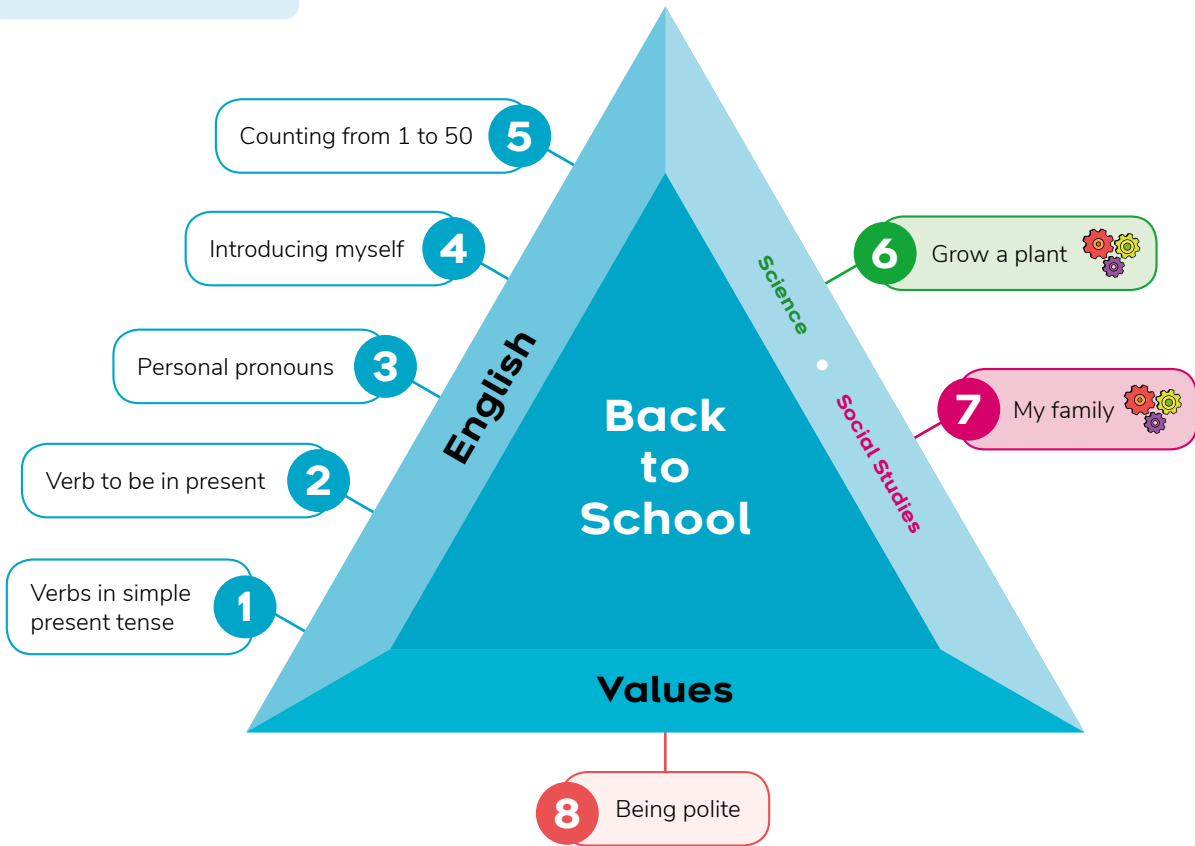 5
Counting from 1 to 50
4
Introducing myself
3
Personal pronouns
2
Verb to be in present
1
Verbs in simple
present tense
English
Back
to
School
Science
Social Studies
6
Grow a plant
7
My family
Values
8
Being polite